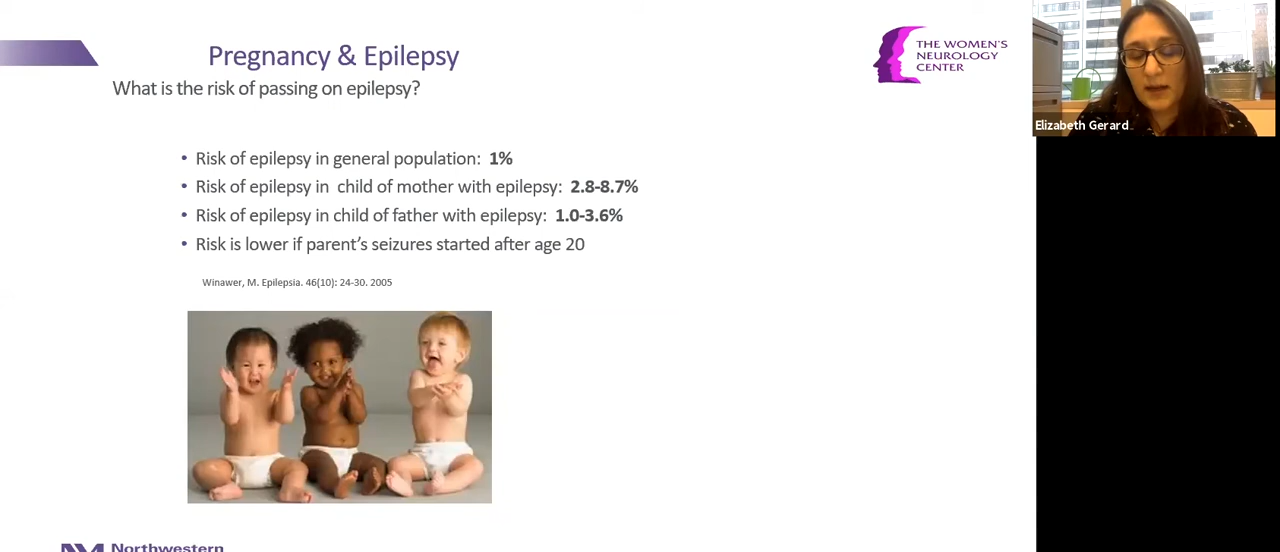 Pregnancy & Epilepsy
What is the risk of passing on epilepsy?
THE WOMEN'S
NEUROLOGY
CENTER
Elizabeth Gerard
• Risk of epilepsy in general population: 1%
• Risk of epilepsy in child of mother with epilepsy: 2.8-8.7%
• Risk of epilepsy in child of father with epilepsy: 1.0-3.6%
• Risk is lower if parent's seizures started after age 20
Winawer, M. Epilepsia. 46(10): 24-30. 2005
Northwestern